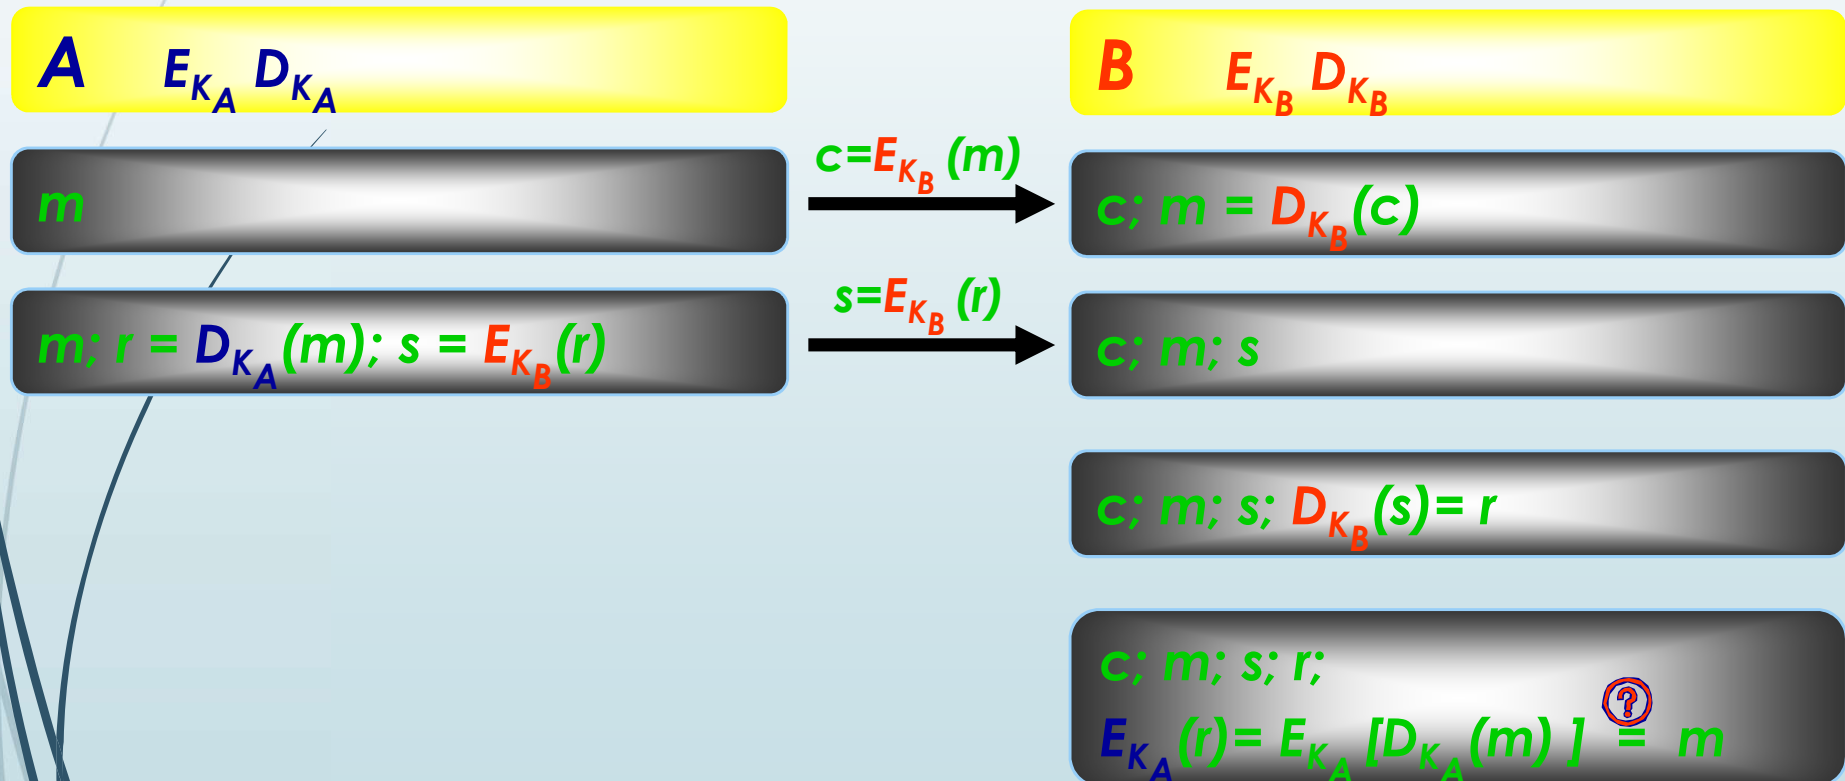 A E_{K_A} D_{K_A}
B E_{K_B} D_{K_B}
m
c=E_{K_B} (m)
c; m = D_{K_B}(c)
m; r = D_{K_A}(m); s = E_{K_B}(r)
s=E_{K_B} (r)
c; m; s
c; m; s; D_{K_B}(s)= r
c; m; s; r;
?
E_{K_A}(r)= E_{K_A} [D_{K_A}(m) ] = m